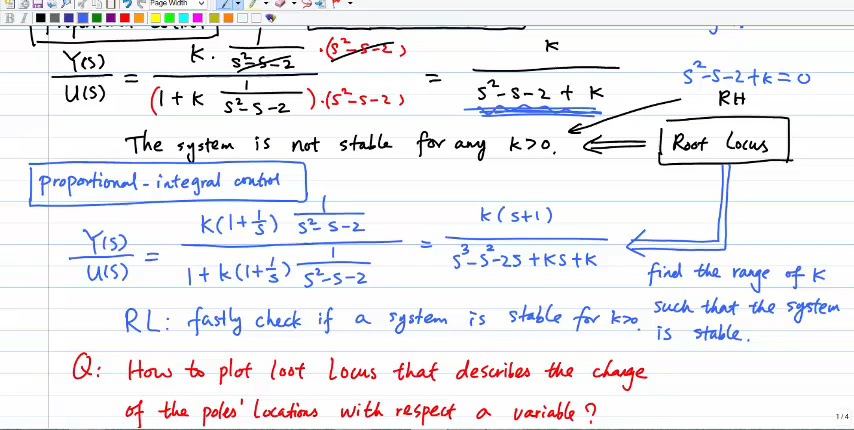 Page Width
Y(s)/U(s) = K · 1/(s²-s-2) · (s²-s-2) / (1 + K 1/(s²-s-2)) · (s²-s-2) = K / (s²-s-2 + K)
s²-s-2+K=0
RH
The system is not stable for any K>0.
Root Locus
proportional-integral control
Y(s)/U(s) = K(1+1/s) 1/(s²-s-2) / (1+K(1+1/s) 1/(s²-s-2)) = K(s+1) / (s³-s²-2s+Ks+K)
find the range of K
such that the system
is stable.
RL: fastly check if a system is stable for K>0.
Q: How to plot loot Locus that describes the change
of the poles' locations with respect a variable?
1/4